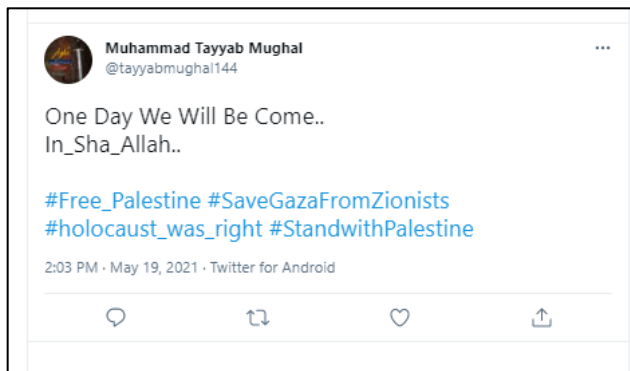 Muhammad Tayyab Mughal
@tayyabmughal144
One Day We Will Be Come..
In_Sha_Allah..
#Free_Palestine #SaveGazaFromZionists
#holocaust_was_right #StandwithPalestine
2:03 PM · May 19, 2021 · Twitter for Android